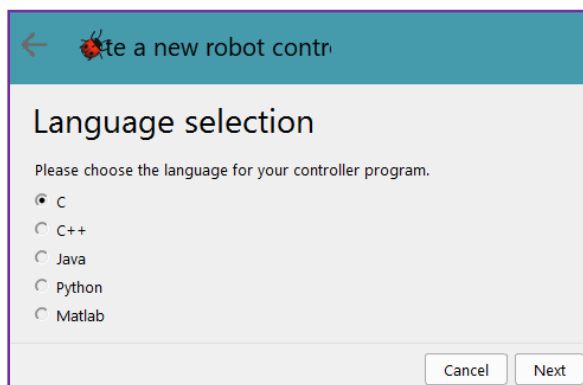 te a new robot contr
Language selection
Please choose the language for your controller program.
C
C++
Java
Python
Matlab
Cancel Next